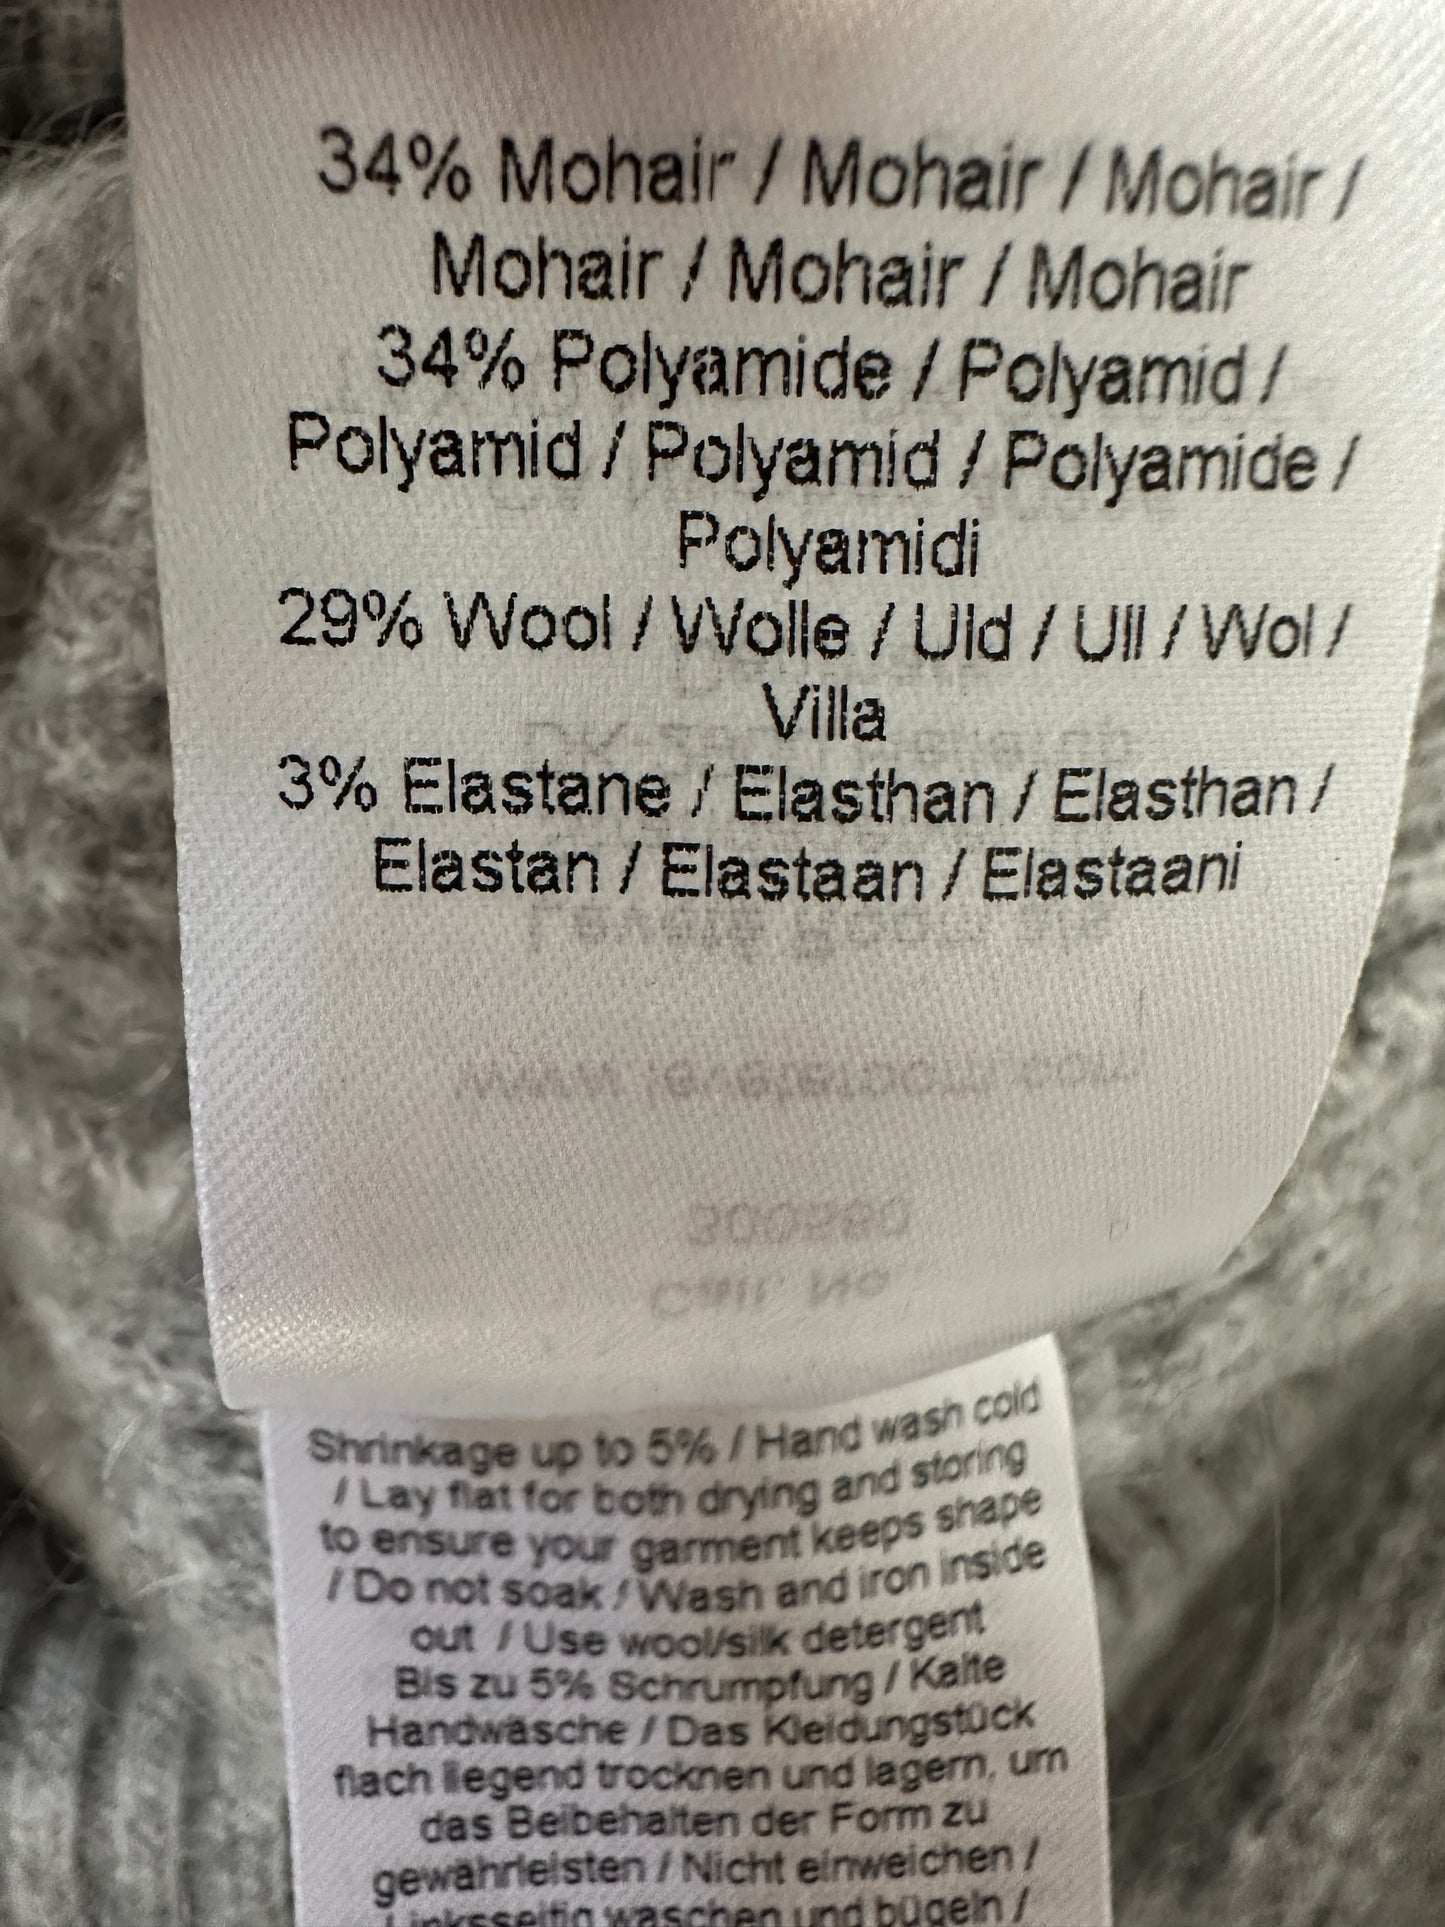 34% Mohair / Mohair / Mohair /
Mohair / Mohair / Mohair
34% Polyamide / Polyamid /
Polyamid / Polyamid / Polyamide /
Polyamidi
29% Wool / Wolle / Uld / Ull / Wol /
Villa
3% Elastane / Elasthan / Elasthan /
Elastan / Elastaan / Elastaani
Shrinkage up to 5% / Hand wash cold
/ Lay flat for both drying and storing
to ensure your garment keeps shape
/ Do not soak / Wash and iron inside
out / Use wool/silk detergent
Bis zu 5% Schrumpfung / Kalte
Handwäsche / Das Kleidungstück
flach liegend trocknen und lagern, um
das Beibehalten der Form zu
gewährleisten / Nicht einweichen /
Linksseitig waschen und bügeln /